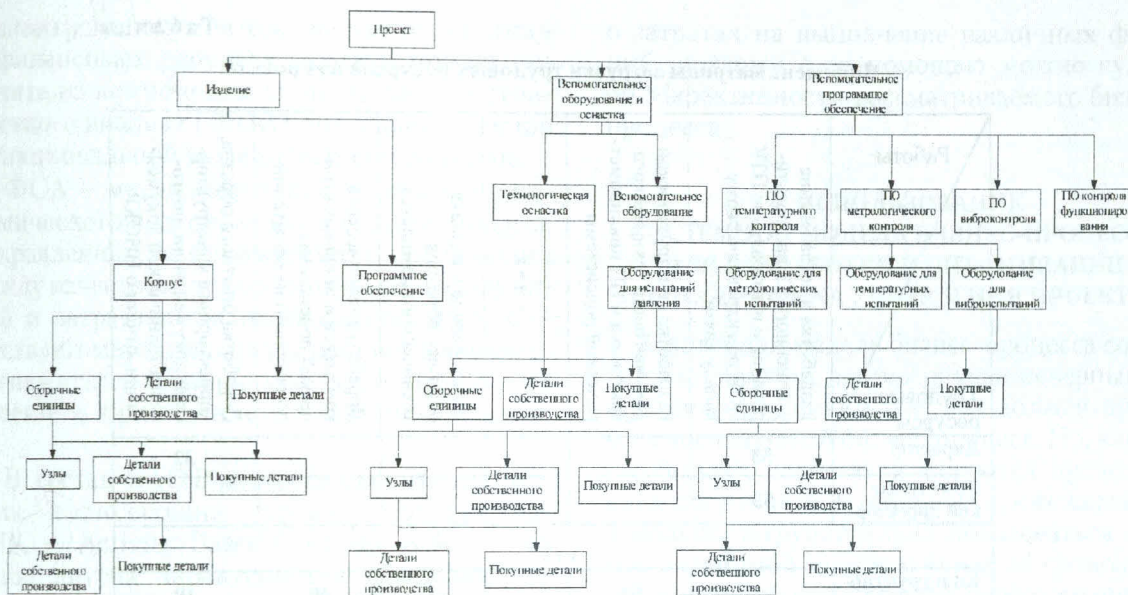 Проект
Изделие
Вспомогательное
оборудование и
оснастка
Вспомогательное
программное
обеспечение
Технологическая
оснастка
Вспомогательное
оборудование
ПО
температурного
контроля
ПО
метрологического
контроля
ПО
виброконтроля
ПО контроля
функциониро-
вания
Корпус
Программное
обеспечение
Оборудование
для испытаний
давления
Оборудование для
метрологических
испытаний
Оборудование для
температурных
испытаний
Оборудование
для
виброиспытаний
Сборочные
единицы
Детали
собственного
производства
Покупные детали
Сборочные
единицы
Детали
собственного
производства
Покупные
детали
Сборочные
единицы
Детали
собственного
производства
Покупные
детали
Узлы
Детали
собственного
производства
Покупные детали
Узлы
Детали
собственного
производства
Покупные детали
Узлы
Детали
собственного
производства
Покупные детали
Детали
собственного
производства
Покупные детали
Детали
собственного
производства
Покупные детали
Детали
собственного
производства
Покупные детали